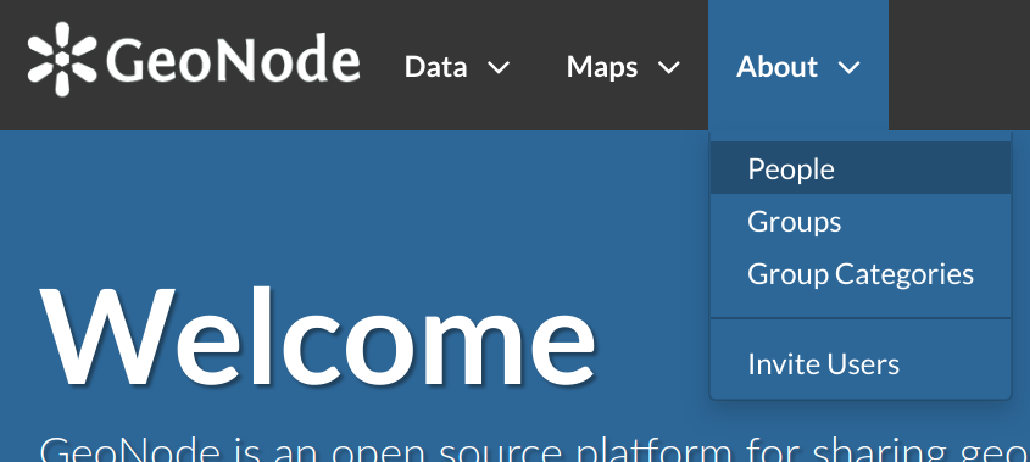 GeoNode Data Maps About
People
Groups
Group Categories
Invite Users
Welcome
GeoNode is an open source platform for sharing geo